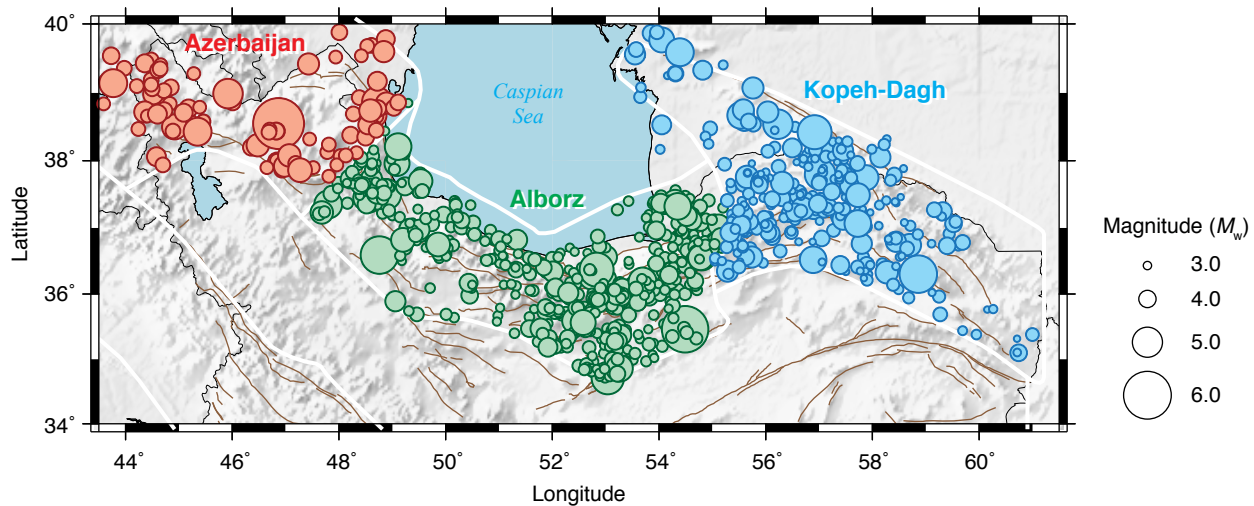 40°
38°
36°
34°
Latitude
Azerbaijan
Caspian
Sea
Kopeh-Dagh
Alborz
44°
46°
48°
50°
52°
54°
56°
58°
60°
Longitude
Magnitude (Mw)
3.0
4.0
5.0
6.0